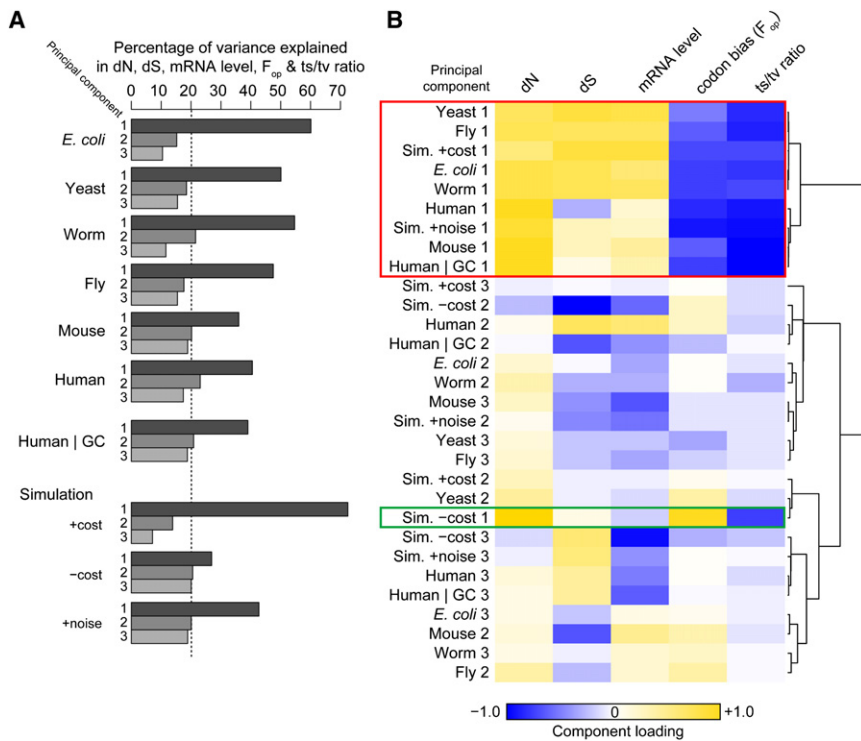 A
Percentage of variance explained
in dN, dS, mRNA level, Fop & ts/tv ratio
Principal component
0 10 20 30 40 50 60 70
E. coli
1
2
3
Yeast
1
2
3
Worm
1
2
3
Fly
1
2
3
Mouse
1
2
3
Human
1
2
3
Human | GC
1
2
3
Simulation
+cost
1
2
3
−cost
1
2
3
+noise
1
2
3
B
Principal
component
dN
dS
mRNA level
codon bias (Fop)
ts/tv ratio
Yeast 1
Fly 1
Sim. +cost 1
E. coli 1
Worm 1
Human 1
Sim. +noise 1
Mouse 1
Human | GC 1
Sim. +cost 3
Sim. −cost 2
Human 2
Human | GC 2
E. coli 2
Worm 2
Mouse 3
Sim. +noise 2
Yeast 3
Fly 3
Sim. +cost 2
Yeast 2
Sim. −cost 1
Sim. −cost 3
Sim. +noise 3
Human 3
Human | GC 3
E. coli 3
Mouse 2
Worm 3
Fly 2
−1.0 0 +1.0
Component loading